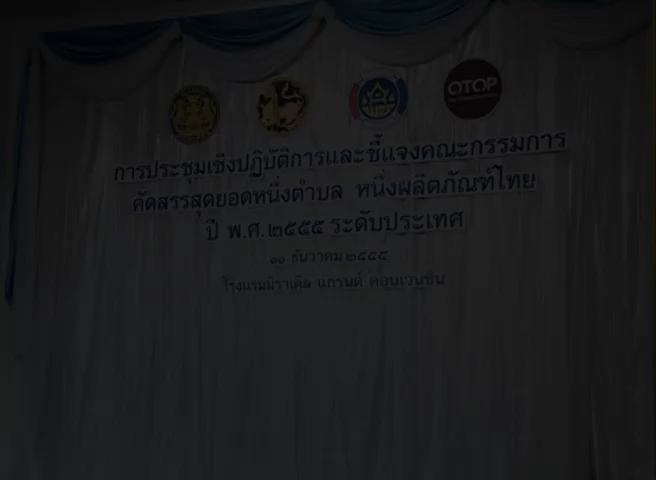 OTOP
การประชุมเชิงปฏิบัติการและชี้แจงคณะกรรมการ
คัดสรรสุดยอดหนึ่งตำบล หนึ่งผลิตภัณฑ์ไทย
ปี พ.ศ.๒๕๕๕ ระดับประเทศ
๑๑ ธันวาคม ๒๕๕๕
โรงแรมมิราเคิล แกรนด์ คอนเวนชั่น